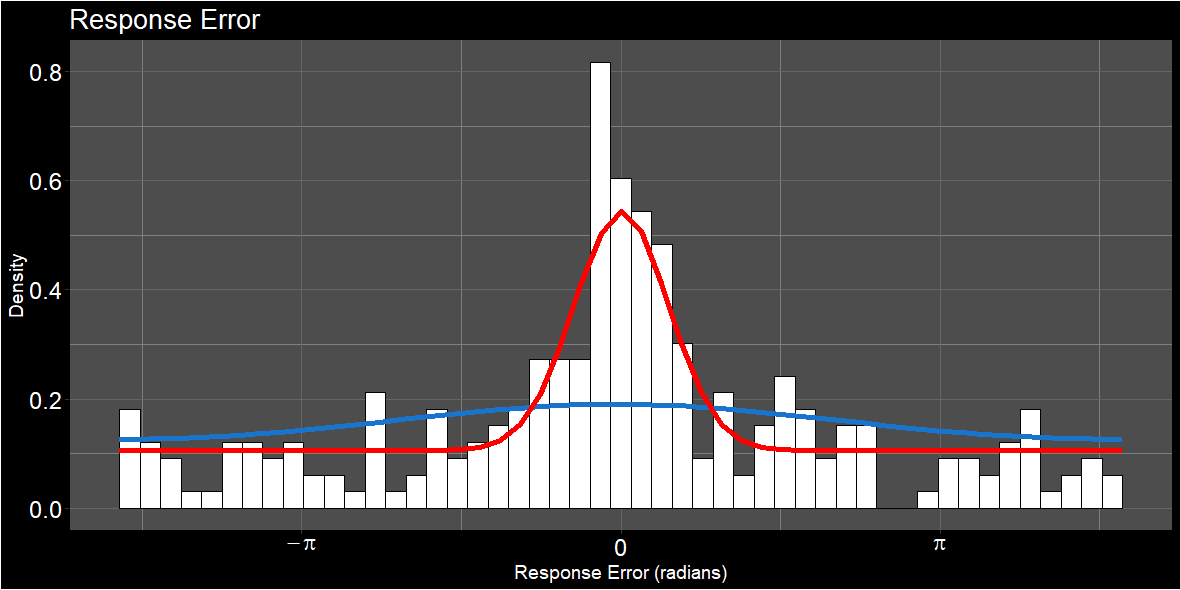 Response Error
0.8
0.6
0.4
0.2
0.0
Density
−π 0 π
Response Error (radians)